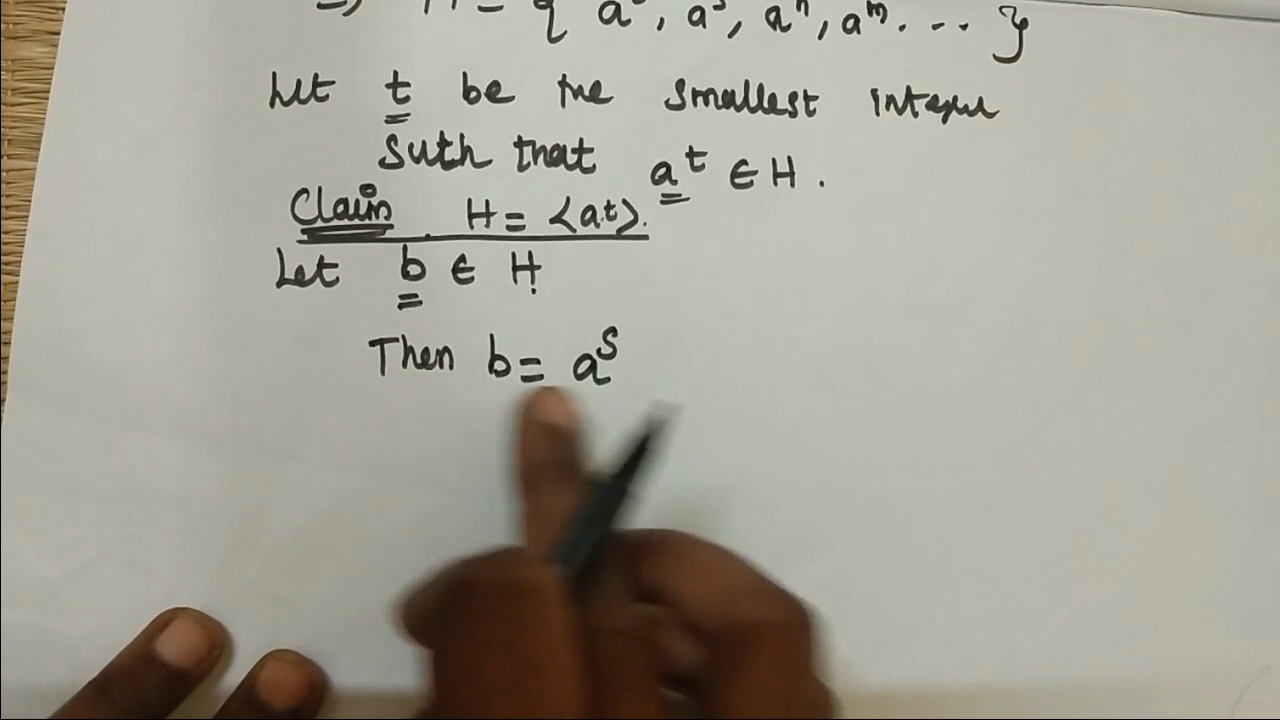 Let t be the smallest integer
Such that a^t ∈ H.
Claim H = <a^t>.
Let b ∈ H.
Then b = a^s